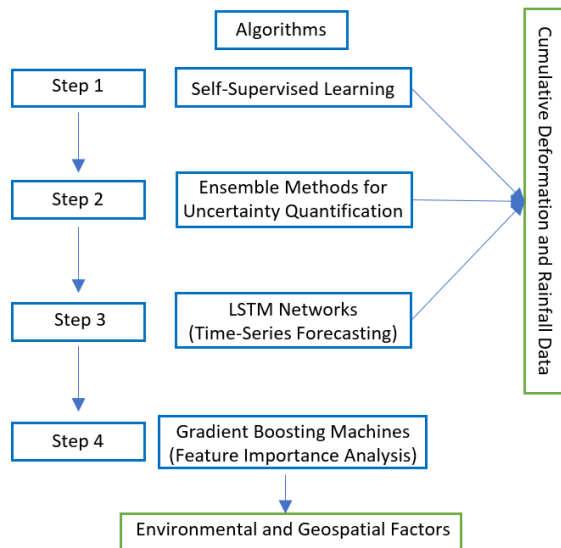 Algorithms
Step 1
Self-Supervised Learning
Step 2
Ensemble Methods for
Uncertainty Quantification
Step 3
LSTM Networks
(Time-Series Forecasting)
Step 4
Gradient Boosting Machines
(Feature Importance Analysis)
Environmental and Geospatial Factors
Cumulative Deformation and Rainfall Data